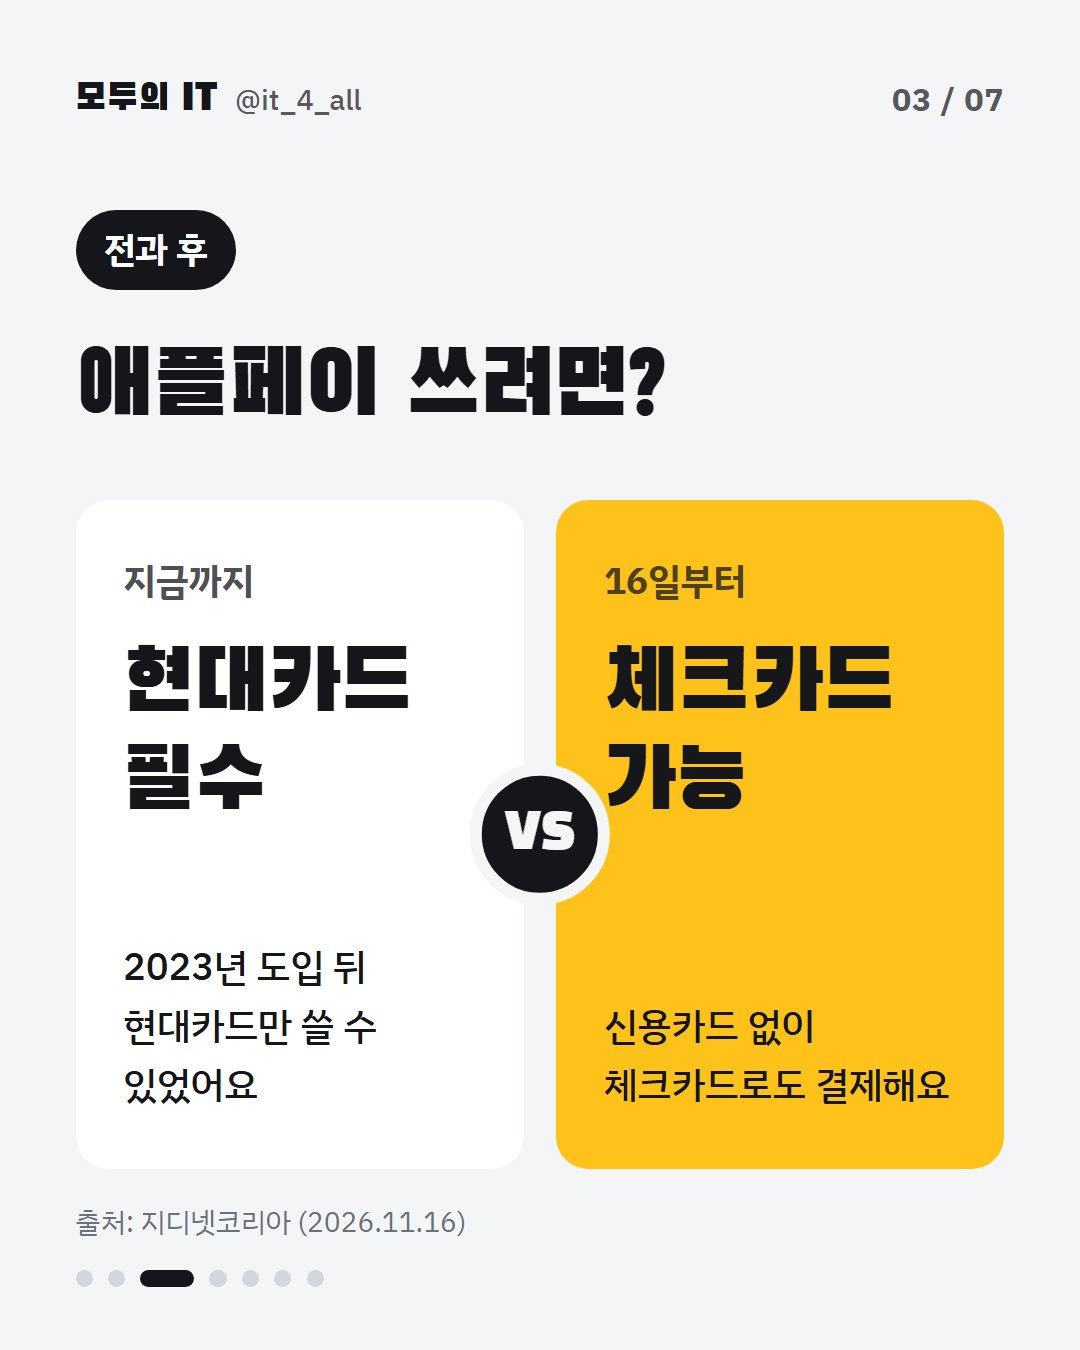 모두의 IT @it_4_all
03 / 07
전과 후
애플페이 쓰려면?
지금까지
현대카드
필수
2023년 도입 뒤
현대카드만 쓸 수
있었어요
VS
16일부터
체크카드
가능
신용카드 없이
체크카드로도 결제해요
출처: 지디넷코리아 (2026.11.16)